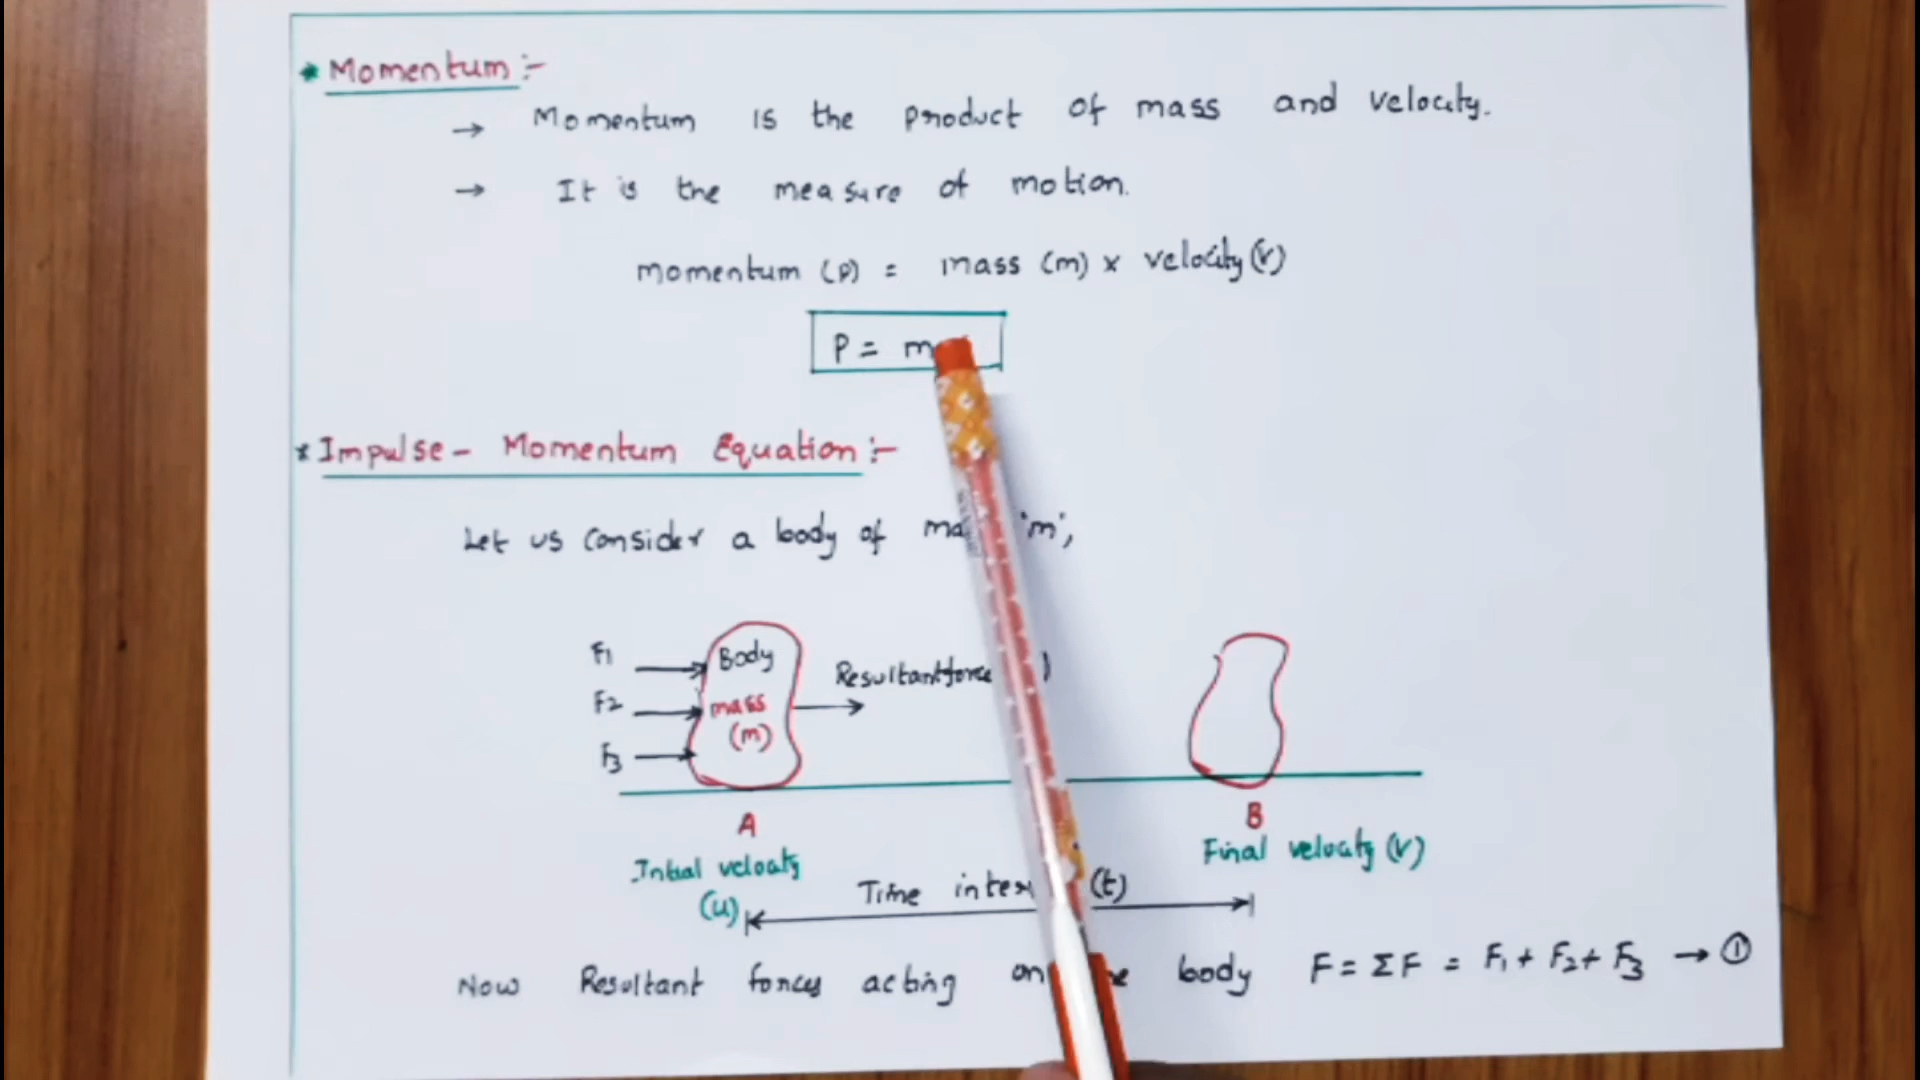 * Momentum :-
→ Momentum is the product of mass and velocity.
→ It is the measure of motion.
momentum (p) = mass (m) x velocity (v)
P = m
* Impulse - Momentum Equation :-
Let us consider a body of 'm',
F1
F2
F3
Body
mass
(m)
Resultant force )
A
B
Initial velocity
(u)
Final velocity (v)
Time (t)
Now Resultant forces acting on body F = ΣF = F1 + F2 + F3 → ①